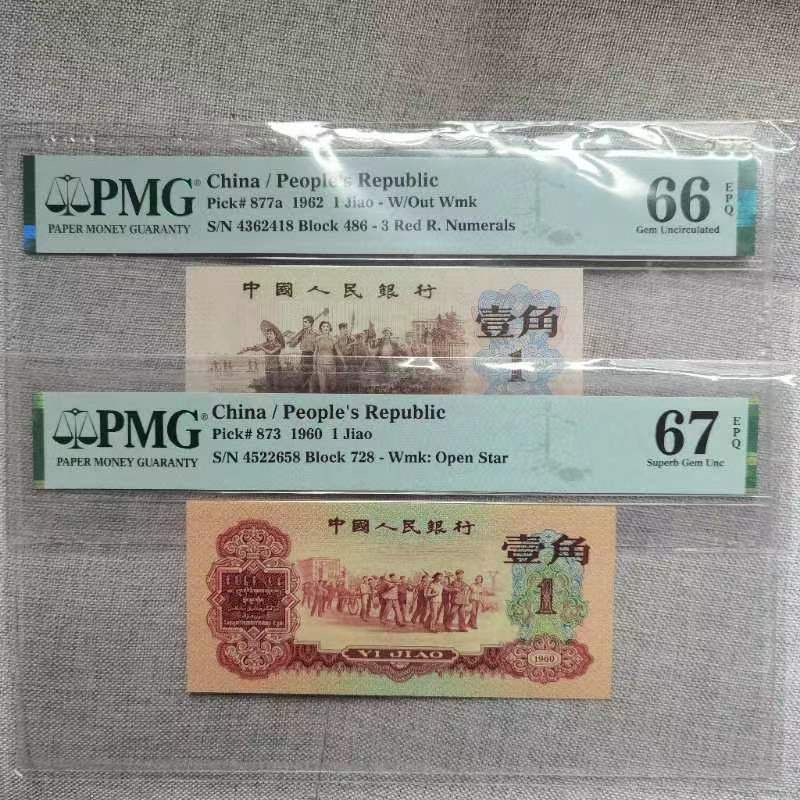 PMG®
PAPER MONEY GUARANTY
China / People's Republic
Pick# 877a 1962 1 Jiao - W/Out Wmk
S/N 4362418 Block 486 - 3 Red R. Numerals
66 EPQ
Gem Uncirculated
中國人民銀行
壹角
1
PMG®
PAPER MONEY GUARANTY
China / People's Republic
Pick# 873 1960 1 Jiao
S/N 4522658 Block 728 - Wmk: Open Star
67 EPQ
Superb Gem Unc
中國人民銀行
壹角
1
YI JIAO
1960